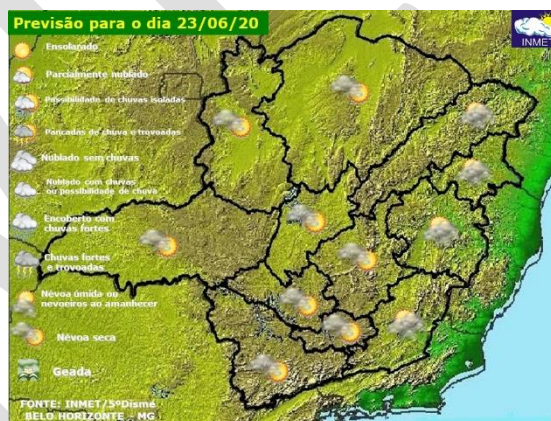 Previsão para o dia 23/06/20
INMET
Ensolarado
Parcialmente nublado
Possibilidade de chuvas isoladas
Pancadas de chuva e trovoadas
Nublado sem chuvas
Nublado com chuvas
ou possibilidade de chuva
Encoberto com
chuvas fortes
Chuvas fortes
e trovoadas
Névoa úmida ou
nevoeiros ao amanhecer
Névoa seca
Geada
FONTE: INMET/5ºDisme
BELO HORIZONTE - MG